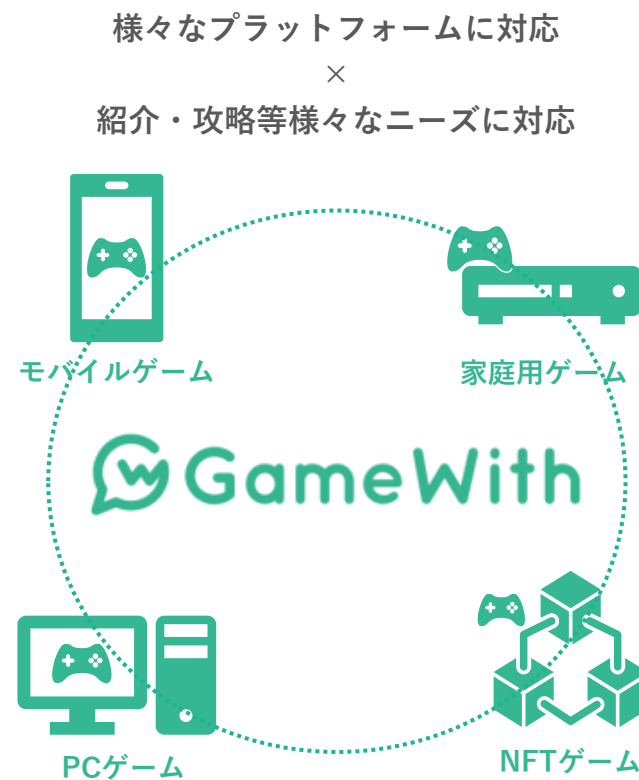 様々なプラットフォームに対応
×
紹介・攻略等様々なニーズに対応
モバイルゲーム
家庭用ゲーム
GameWith
PCゲーム
NFTゲーム